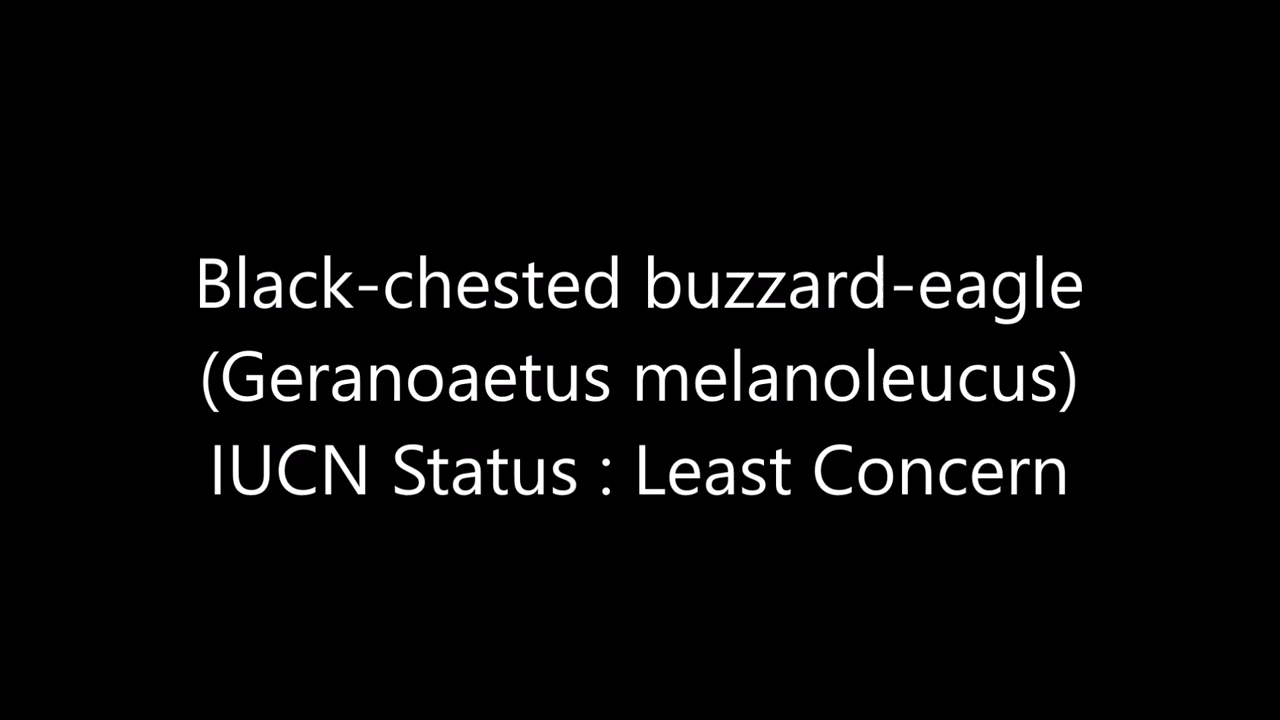 Black-chested buzzard-eagle
(Geranoaetus melanoleucus)
IUCN Status : Least Concern